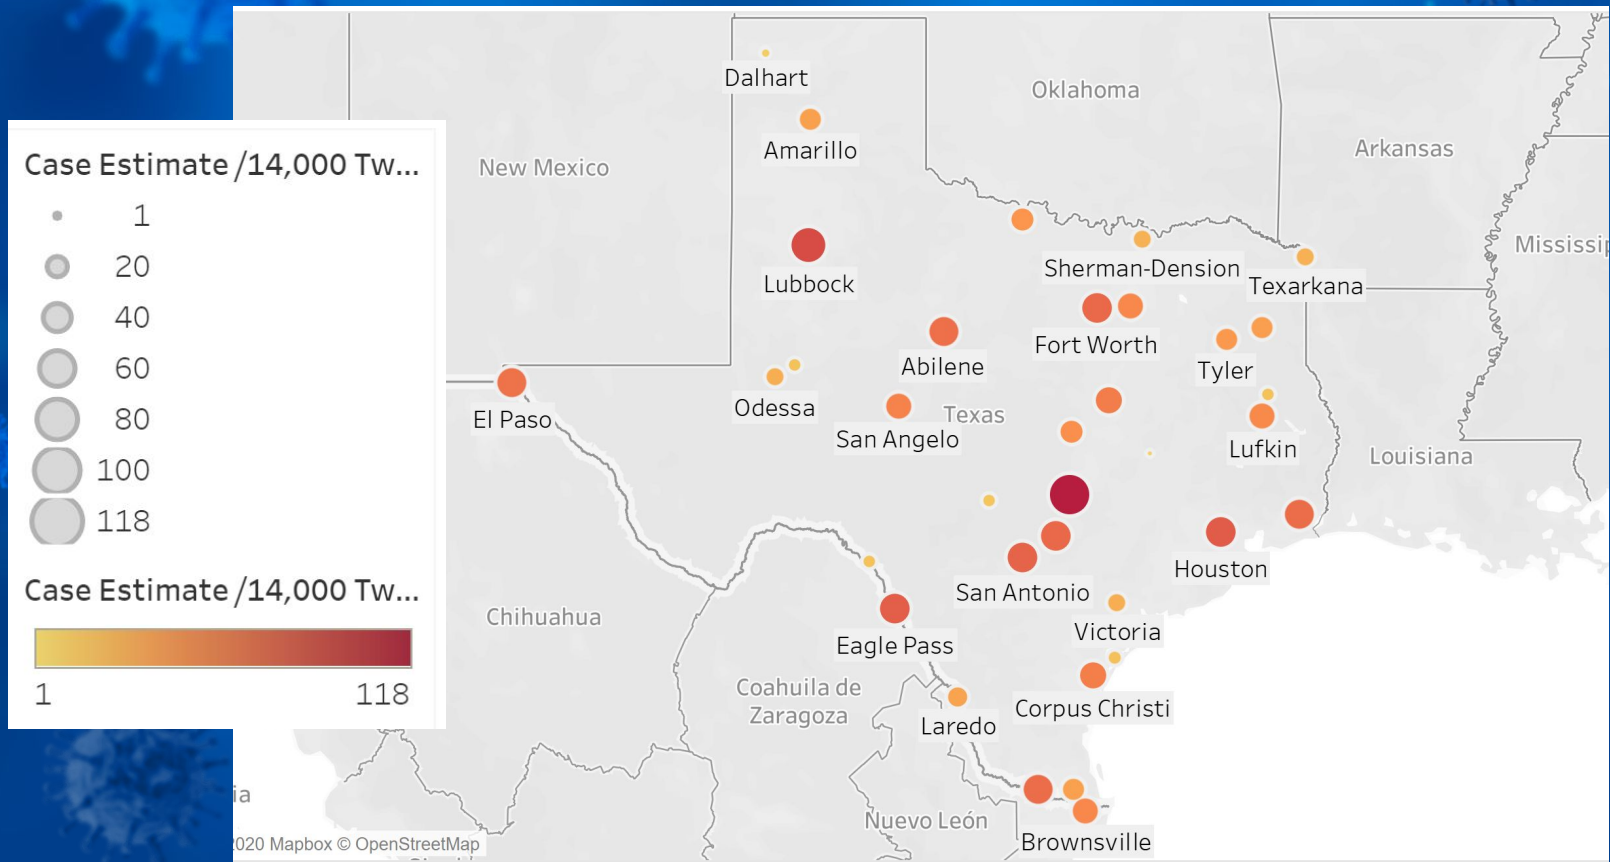 Case Estimate /14,000 Tw...
1
20
40
60
80
100
118
Case Estimate /14,000 Tw...
1 118
Dalhart
Oklahoma
Amarillo
Arkansas
New Mexico
Mississip
Lubbock
Sherman-Dension
Texarkana
Fort Worth
Abilene
Tyler
El Paso
Odessa
Texas
San Angelo
Lufkin
Louisiana
Houston
San Antonio
Chihuahua
Victoria
Eagle Pass
Coahuila de
Zaragoza
Corpus Christi
Laredo
ia
Nuevo León
Brownsville
2020 Mapbox © OpenStreetMap